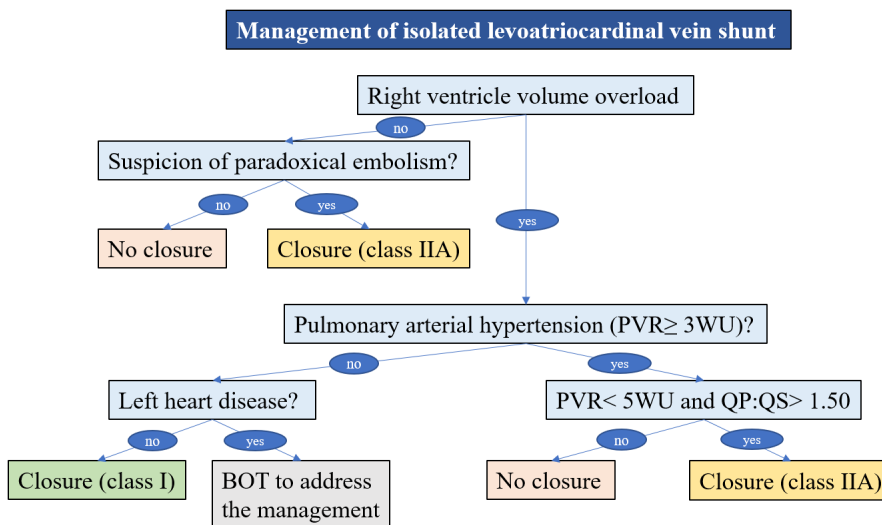 Management of isolated levoatriocardinal vein shunt
Right ventricle volume overload
no
Suspicion of paradoxical embolism?
no
yes
yes
No closure
Closure (class IIA)
Pulmonary arterial hypertension (PVR≥ 3WU)?
no
yes
Left heart disease?
PVR< 5WU and QP:QS> 1.50
no
yes
no
yes
Closure (class I)
BOT to address
the management
No closure
Closure (class IIA)